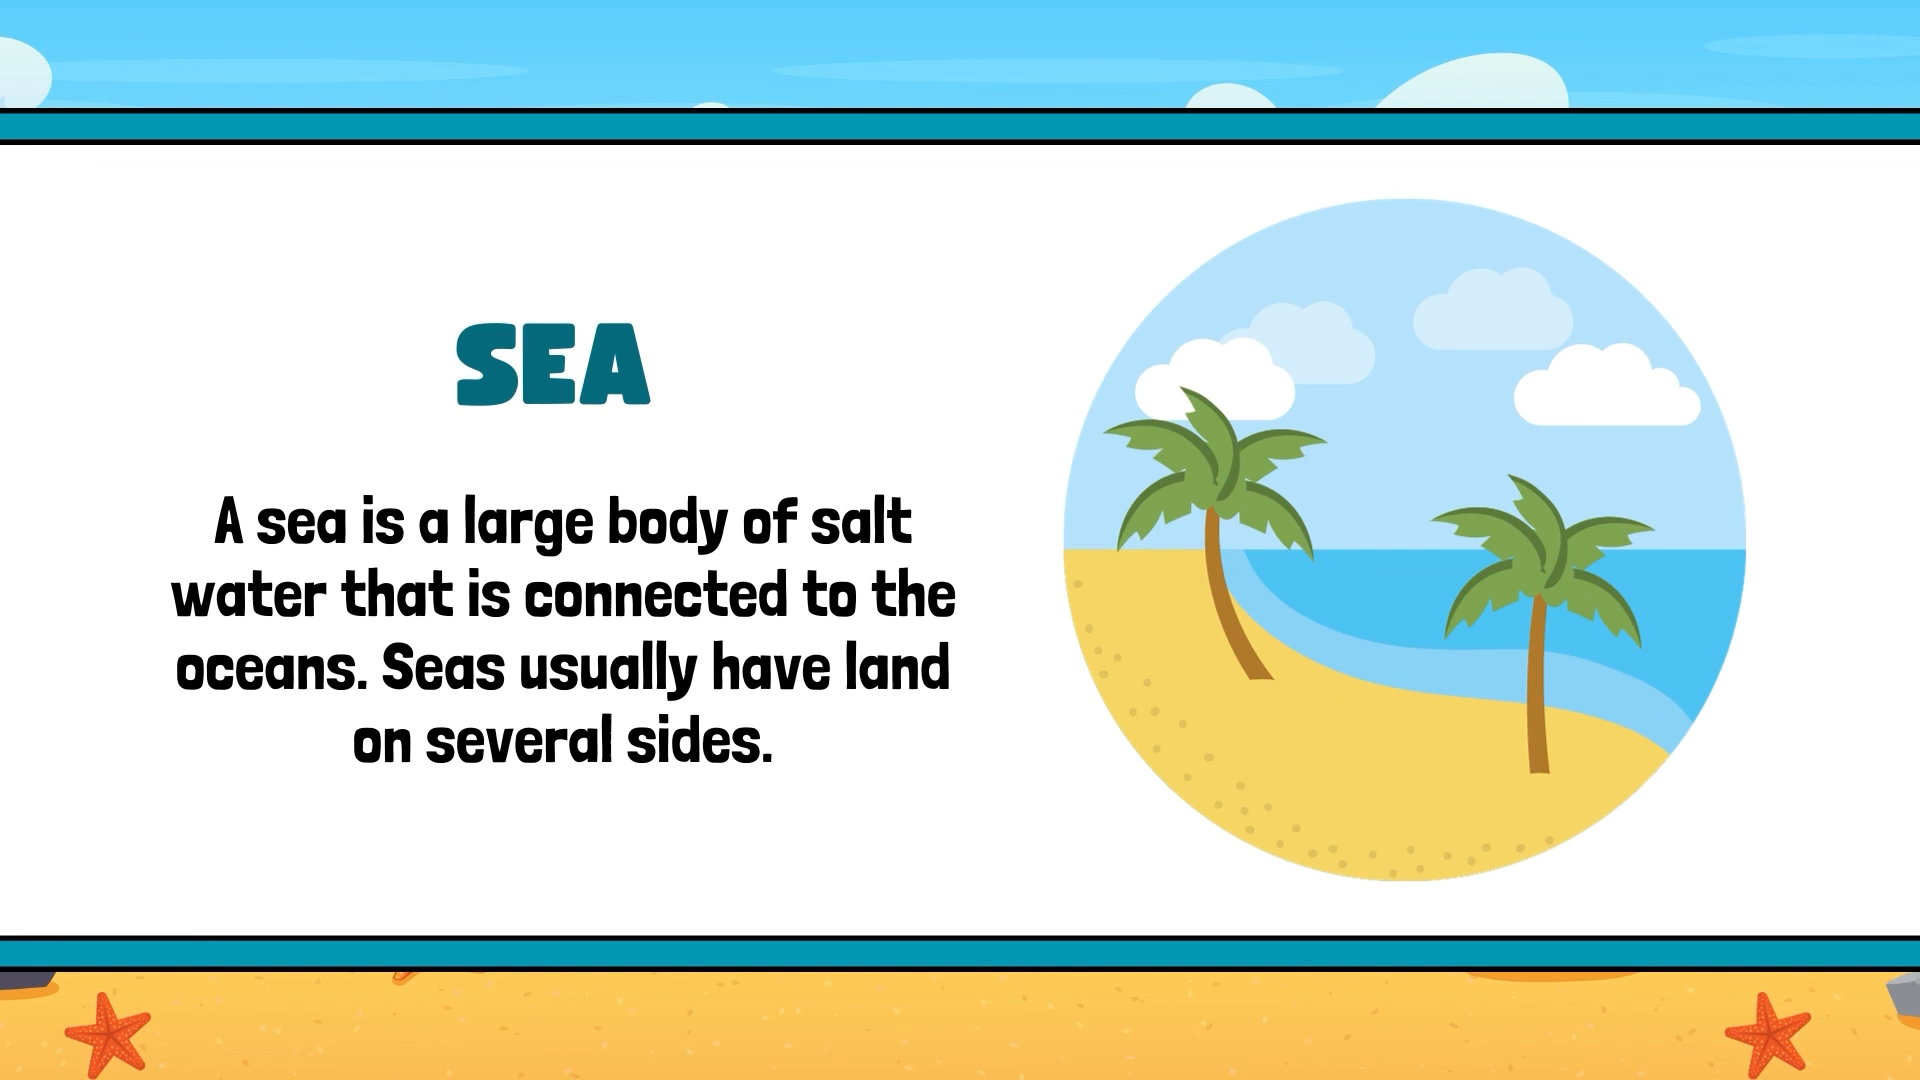 SEA
A sea is a large body of salt
water that is connected to the
oceans. Seas usually have land
on several sides.